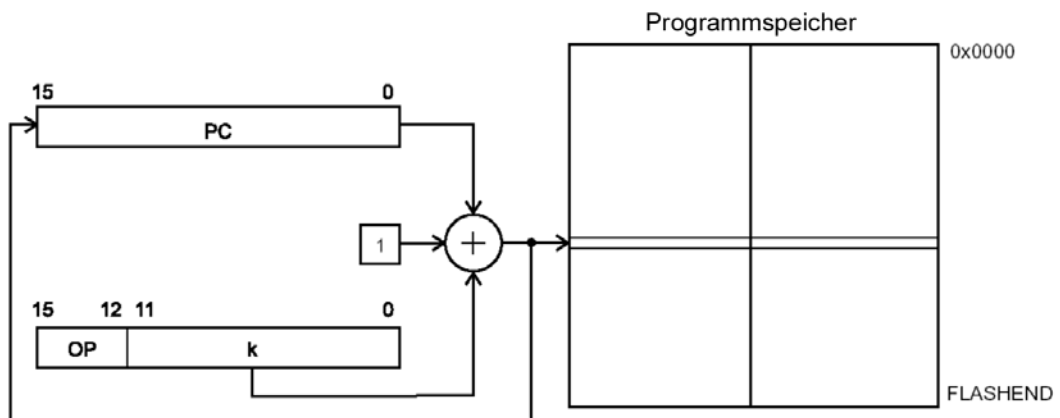 Programmspeicher
0x0000
15 0
PC
1
+
15 12 11 0
OP k
FLASHEND